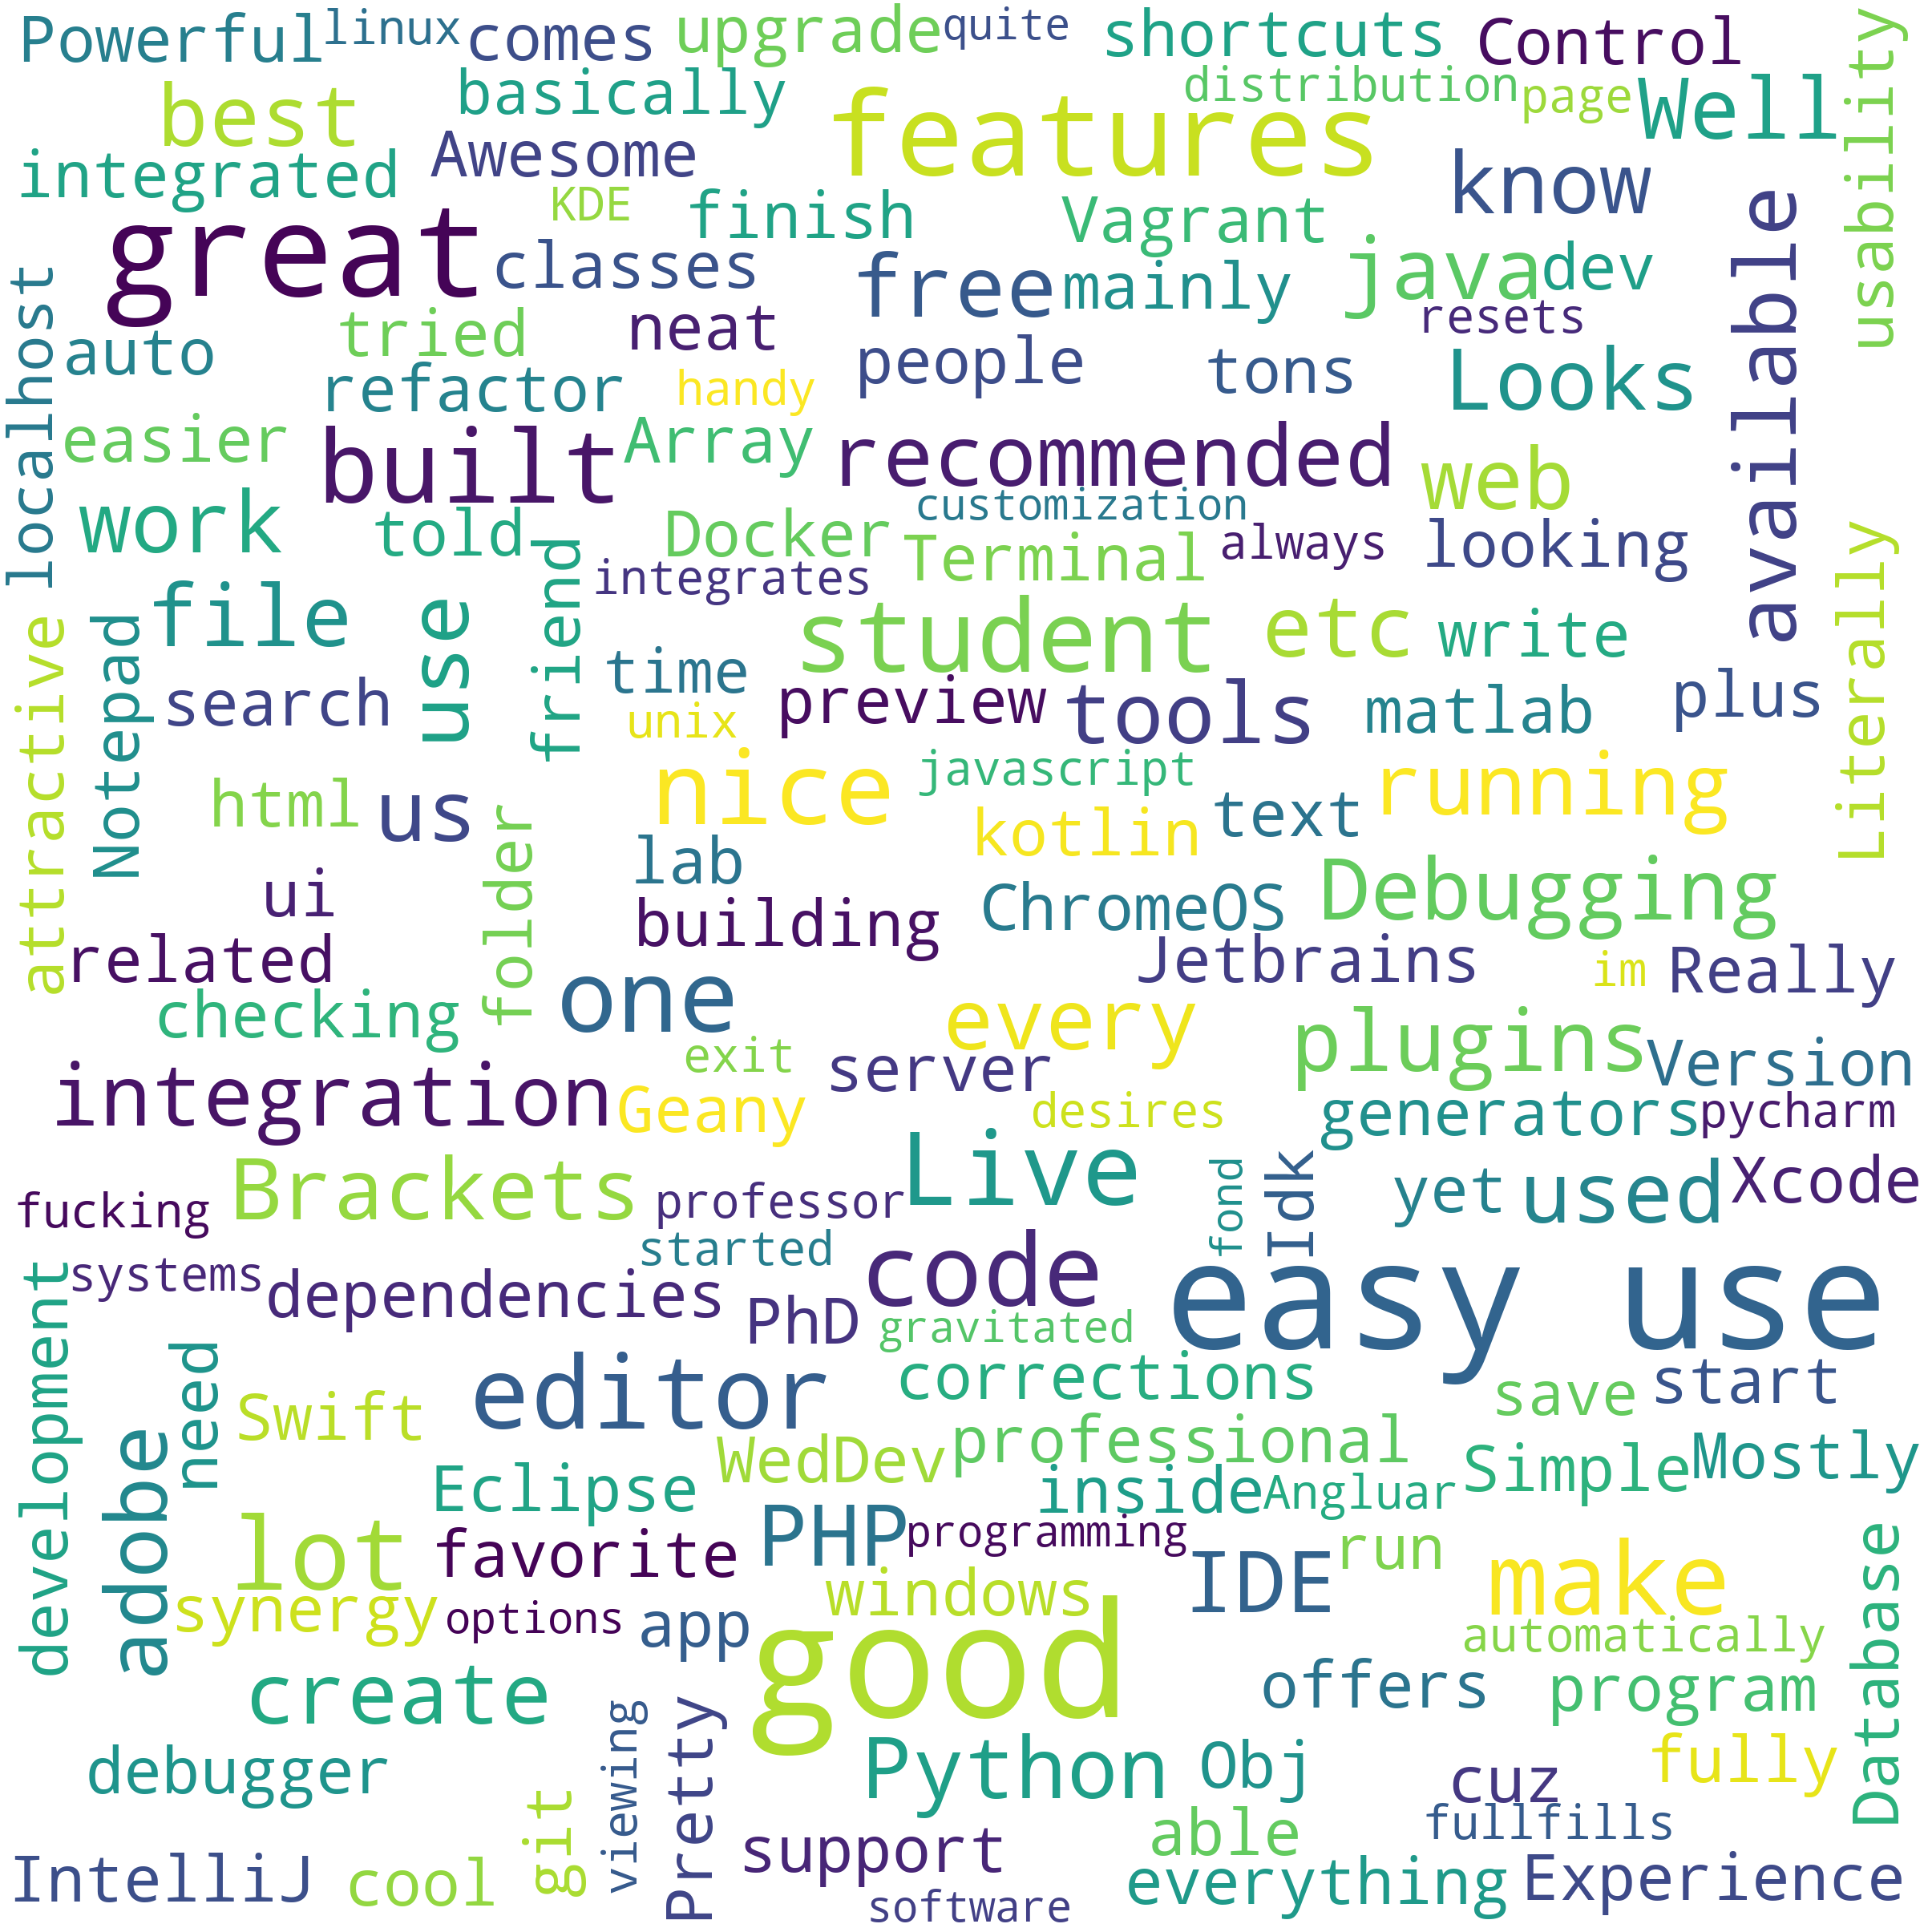 Powerful
linux
comes
upgrade
quite
shortcuts
Control
usability
best
basically
features
distribution
page
Well
integrated
Awesome
know
great
KDE
finish
Vagrant
available
classes
free
mainly
java
dev
localhost
auto
tried
neat
people
tons
resets
Looks
refactor
handy
easier
built
Array
recommended
web
work
told
customization
Docker
Terminal
always
looking
Literally
friend
integrates
file
use
student
etc
write
attractive
Notepad
search
time
unix
preview
tools
matlab
plus
html
us
nice
javascript
kotlin
text
running
folder
lab
ui
building
ChromeOS
Debugging
related
Jetbrains
im
Really
checking
one
every
plugins
Version
exit
server
integration
Geany
desires
generators
pycharm
fucking
Brackets
professor
Live
fond
Idk
yet
used
Xcode
started
code
systems
dependencies
PhD
gravitated
easy use
development
need
editor
corrections
save
start
Swift
adobe
WedDev
professional
Simple
Mostly
Eclipse
inside
Angluar
lot
favorite
PHP
programming
IDE
run
make
Database
synergy
options
app
windows
good
automatically
create
offers
program
debugger
viewing
Pretty
Python
Obj
cuz
fully
git
fullfills
IntelliJ
cool
support
able
software
everything
Experience